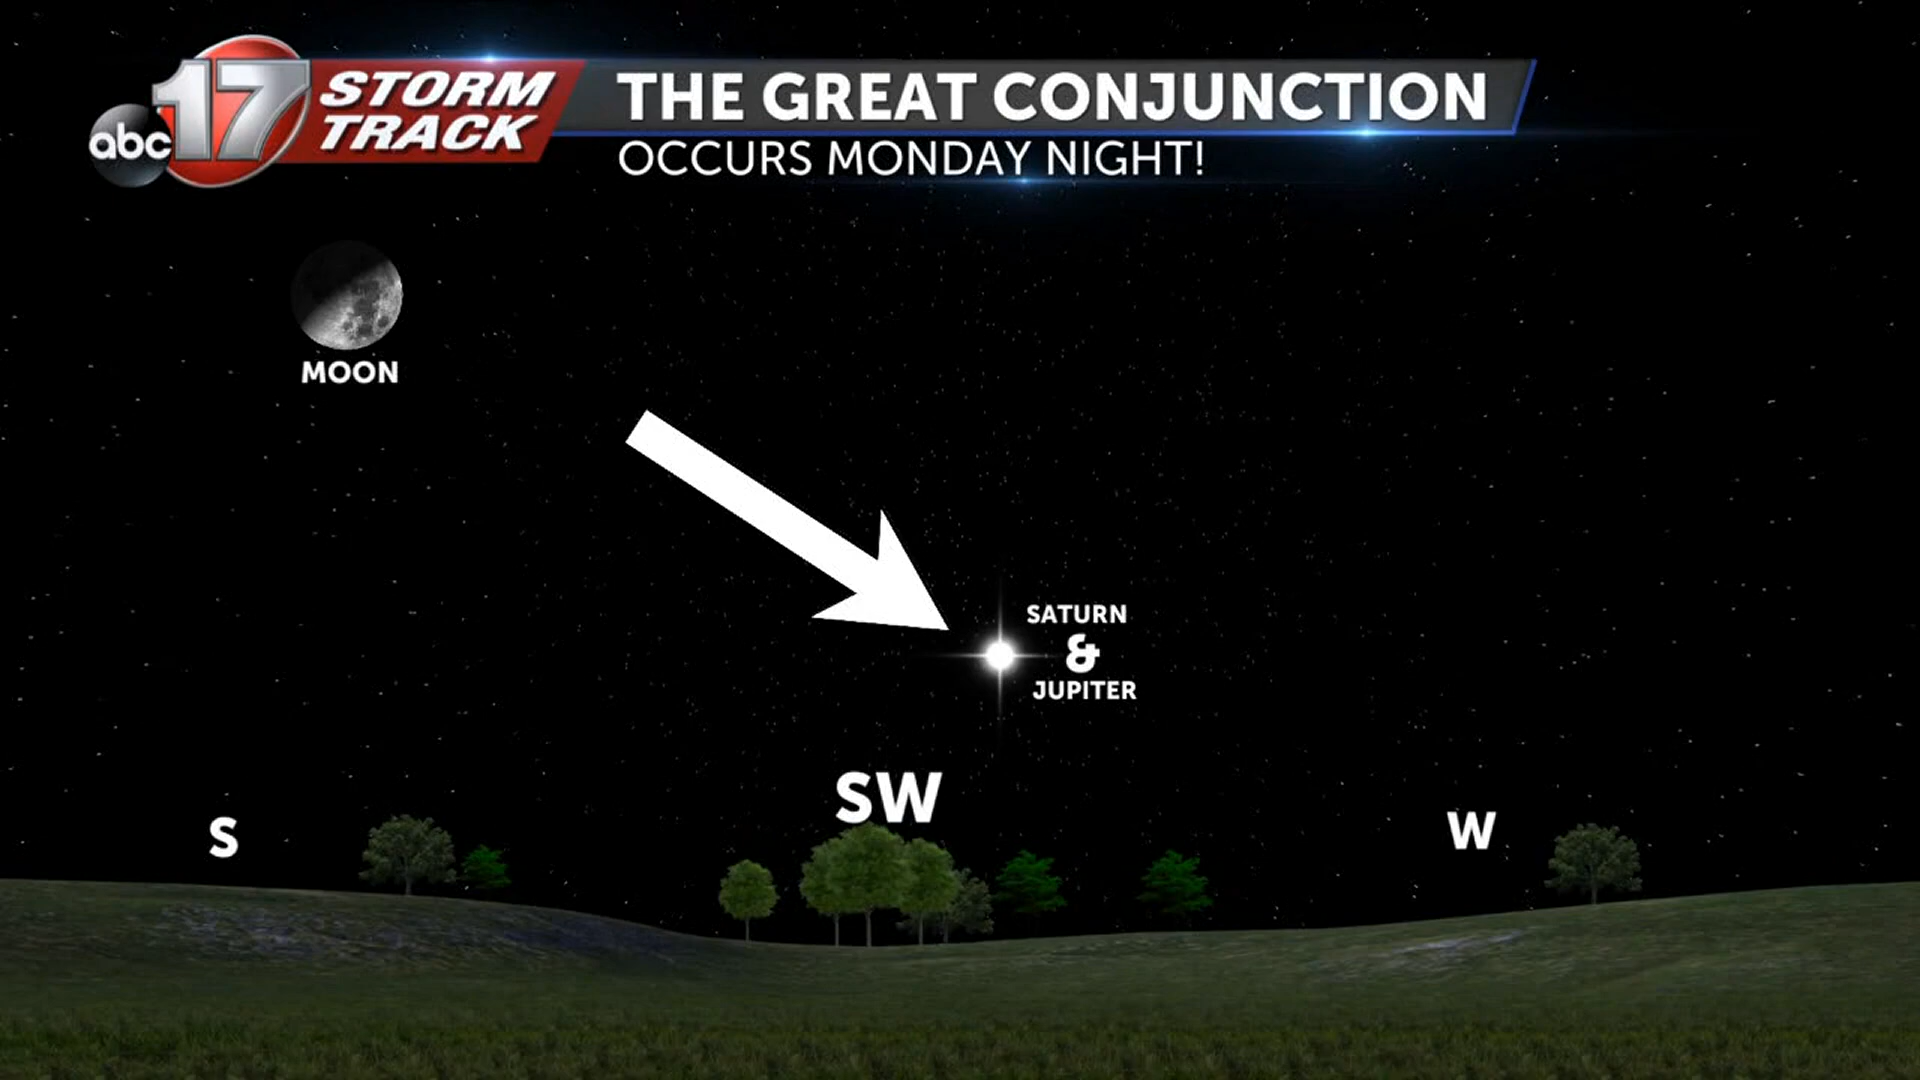 abc 17 STORM TRACK
THE GREAT CONJUNCTION
OCCURS MONDAY NIGHT!
MOON
SATURN
&
JUPITER
S
SW
W